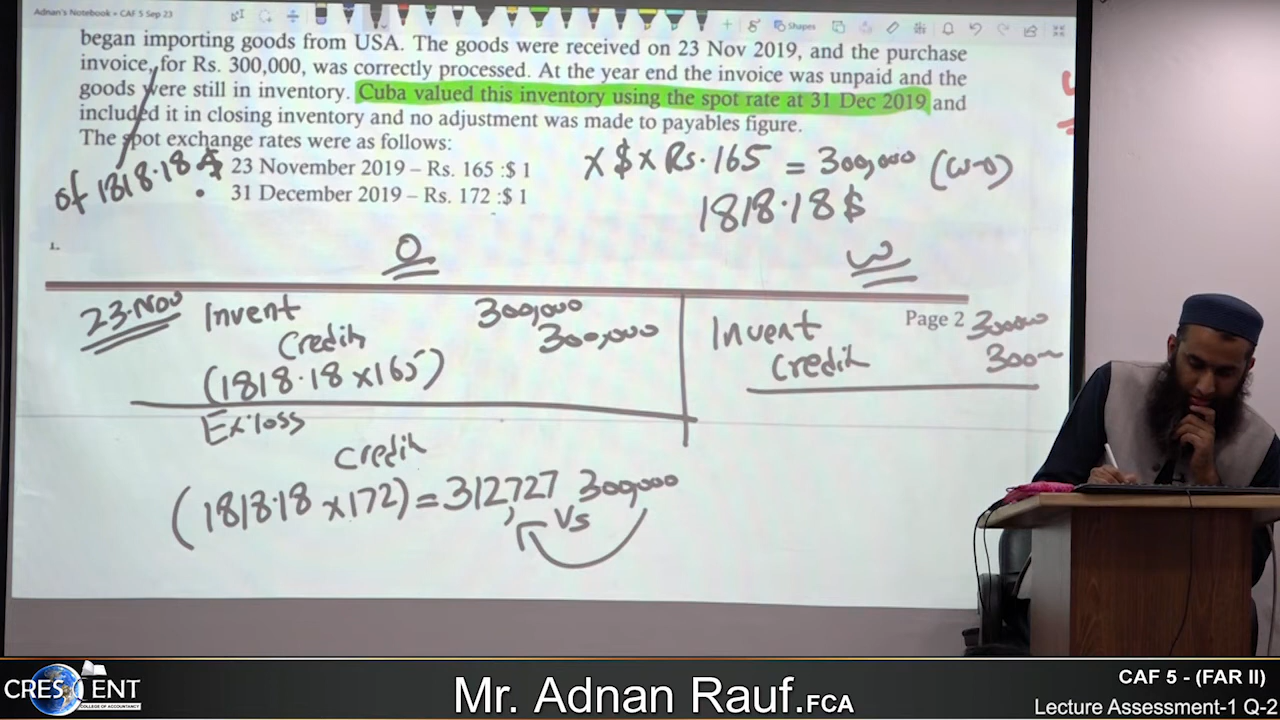 Adnan's Notebook » CAF 5 Sep 23
Shapes
began importing goods from USA. The goods were received on 23 Nov 2019, and the purchase
invoice, for Rs. 300,000, was correctly processed. At the year end the invoice was unpaid and the
goods were still in inventory. Cuba valued this inventory using the spot rate at 31 Dec 2019 and
included it in closing inventory and no adjustment was made to payables figure.
The spot exchange rates were as follows:
of 1818.18 $
23 November 2019 – Rs. 165 :$ 1
• 31 December 2019 – Rs. 172 :$ 1
X $ x Rs. 165 = 300,000 (w-o)
1818.18 $
1.
O
W
23.Nov Invent 300,000
Credit 300,000
(1818.18 x 165)
Invent 300000
Page 2
Credit
Ex.loss
Credit
(1818.18 x 172) = 312,727 Vs 300,000
CRESCENT
COLLEGE OF ACCOUNTANCY
Mr. Adnan Rauf.FCA
CAF 5 - (FAR II)
Lecture Assessment-1 Q-2